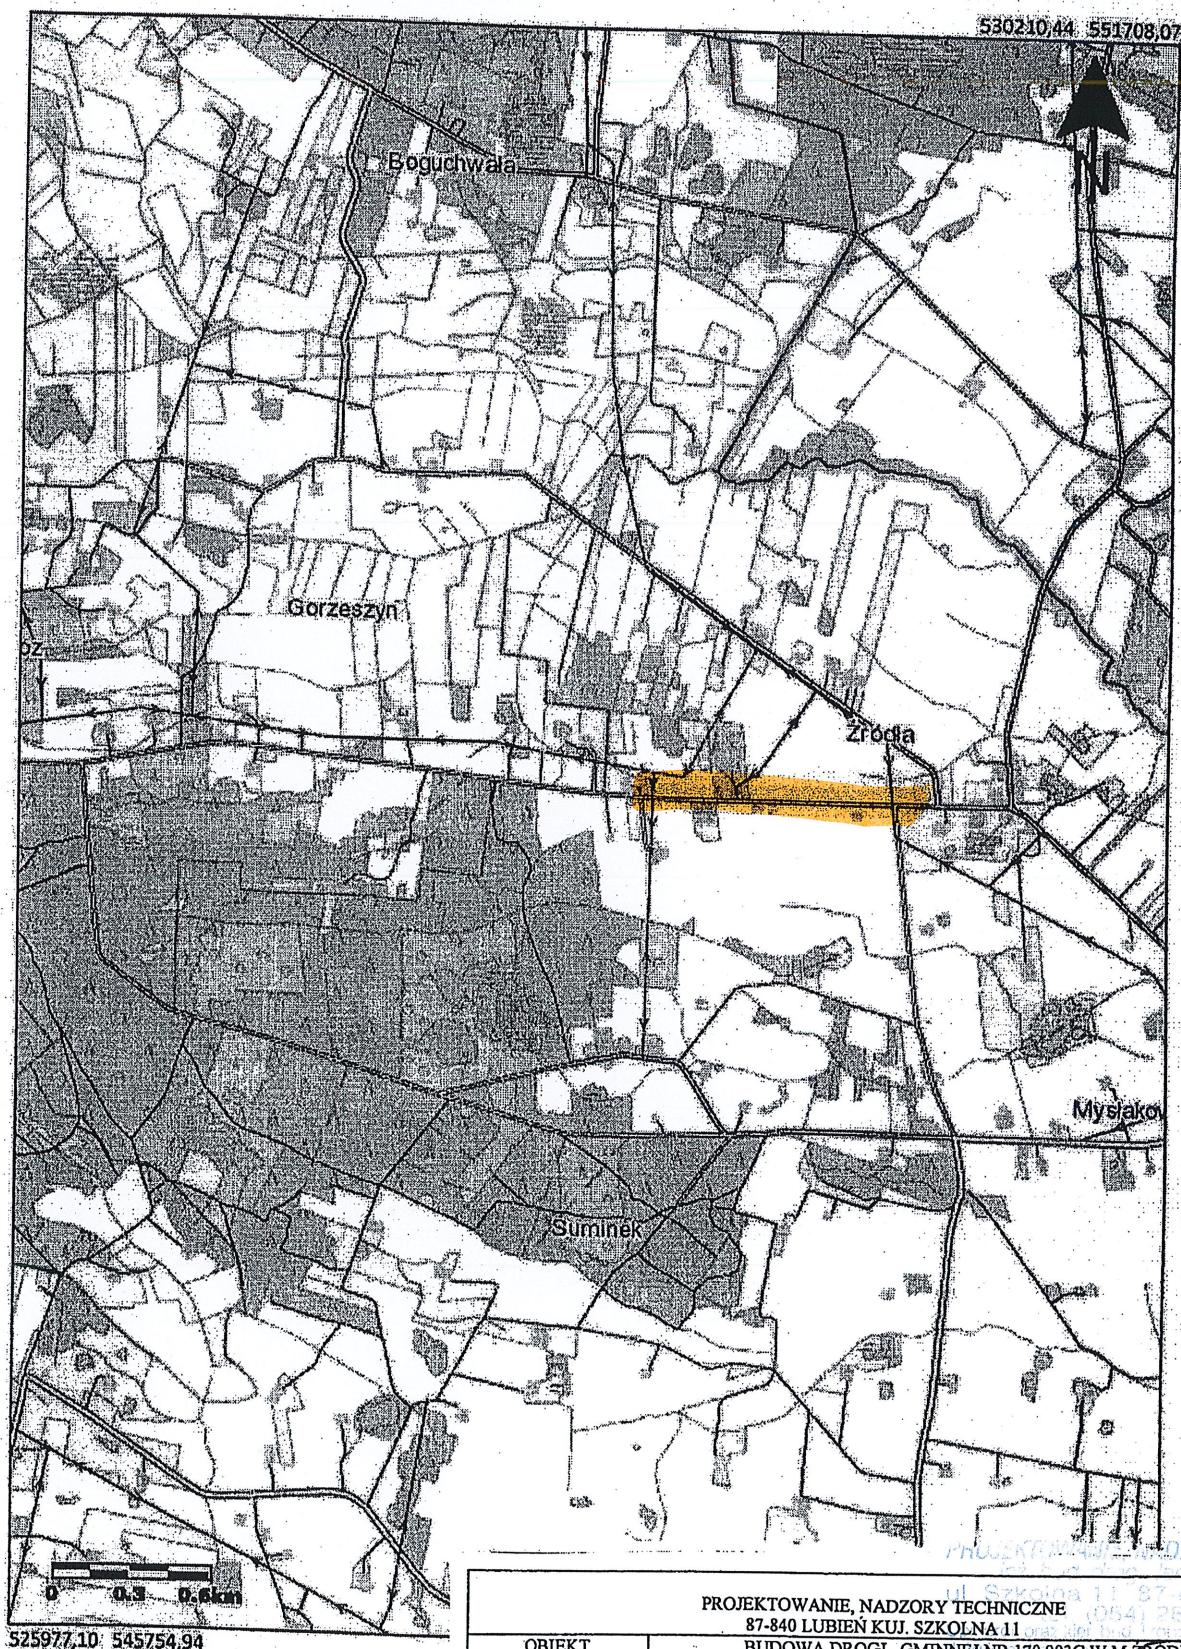 530210,44 551708,07
N
Boguchwała
Gorzeszyn
Źródła
Suminek
0 0.3 0.6km
525977,10 545754,94
ul. Szkolna 11 87-
PROJEKTOWANIE, NADZORY TECHNICZNE
87-840 LUBIEŃ KUJ. SZKOLNA 11
OBIEKT